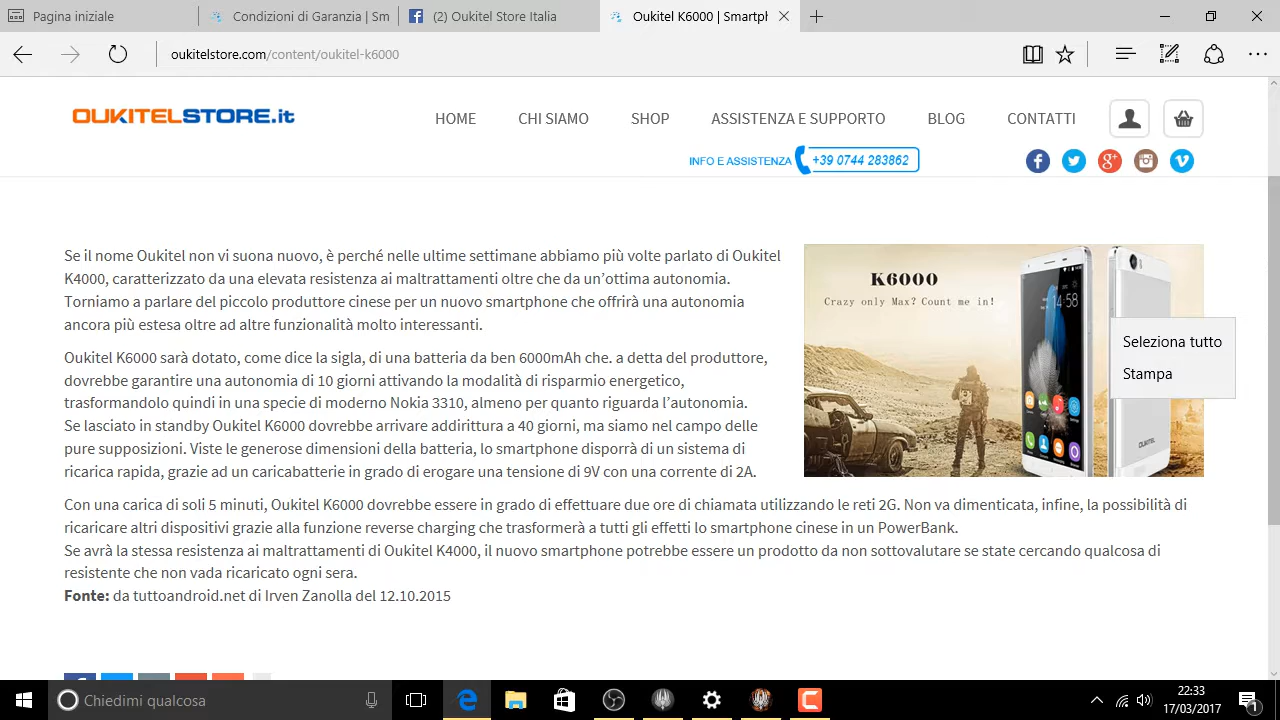 Pagina iniziale
Condizioni di Garanzia | Sm
(2) Oukitel Store Italia
Oukitel K6000 | Smartph
oukitelstore.com/content/oukitel-k6000
OUKITELSTORE.it
HOME
CHI SIAMO
SHOP
ASSISTENZA E SUPPORTO
BLOG
CONTATTI
INFO E ASSISTENZA +39 0744 283862
Se il nome Oukitel non vi suona nuovo, è perché nelle ultime settimane abbiamo più volte parlato di Oukitel
K4000, caratterizzato da una elevata resistenza ai maltrattamenti oltre che da un'ottima autonomia.
Torniamo a parlare del piccolo produttore cinese per un nuovo smartphone che offrirà una autonomia
ancora più estesa oltre ad altre funzionalità molto interessanti.
Oukitel K6000 sarà dotato, come dice la sigla, di una batteria da ben 6000mAh che. a detta del produttore,
dovrebbe garantire una autonomia di 10 giorni attivando la modalità di risparmio energetico,
trasformandolo quindi in una specie di moderno Nokia 3310, almeno per quanto riguarda l'autonomia.
Se lasciato in standby Oukitel K6000 dovrebbe arrivare addirittura a 40 giorni, ma siamo nel campo delle
pure supposizioni. Viste le generose dimensioni della batteria, lo smartphone disporrà di un sistema di
ricarica rapida, grazie ad un caricabatterie in grado di erogare una tensione di 9V con una corrente di 2A.
K6000
Crazy only Max? Count me in!
14:58
OUKITEL
Seleziona tutto
Stampa
Con una carica di soli 5 minuti, Oukitel K6000 dovrebbe essere in grado di effettuare due ore di chiamata utilizzando le reti 2G. Non va dimenticata, infine, la possibilità di
ricaricare altri dispositivi grazie alla funzione reverse charging che trasformerà a tutti gli effetti lo smartphone cinese in un PowerBank.
Se avrà la stessa resistenza ai maltrattamenti di Oukitel K4000, il nuovo smartphone potrebbe essere un prodotto da non sottovalutare se state cercando qualcosa di
resistente che non vada ricaricato ogni sera.
Fonte: da tuttoandroid.net di Irven Zanolla del 12.10.2015
Chiedimi qualcosa
22:33
17/03/2017
1